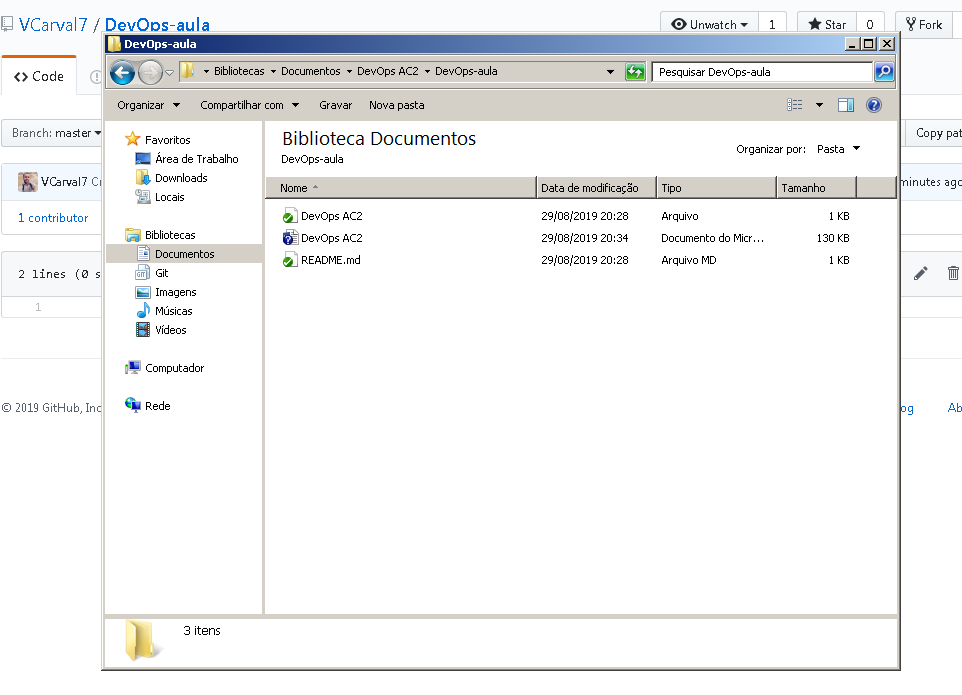 VCarval7 / DevOps-aula
Unwatch 1 Star 0 Fork
DevOps-aula
Code
Bibliotecas Documentos DevOps AC2 DevOps-aula
Pesquisar DevOps-aula
Organizar Compartilhar com Gravar Nova pasta
Branch: master
Copy pat
Favoritos
Área de Trabalho
Downloads
Locais
Bibliotecas
Documentos
Git
Imagens
Músicas
Vídeos
Computador
Rede
Biblioteca Documentos
DevOps-aula
Organizar por: Pasta
Nome Data de modificação Tipo Tamanho
DevOps AC2 29/08/2019 20:28 Arquivo 1 KB
DevOps AC2 29/08/2019 20:34 Documento do Micr... 130 KB
README.md 29/08/2019 20:28 Arquivo MD 1 KB
3 itens
VCarval7 Cr
minutes ago
1 contributor
2 lines (0 s
1
© 2019 GitHub, Inc
og
Ab